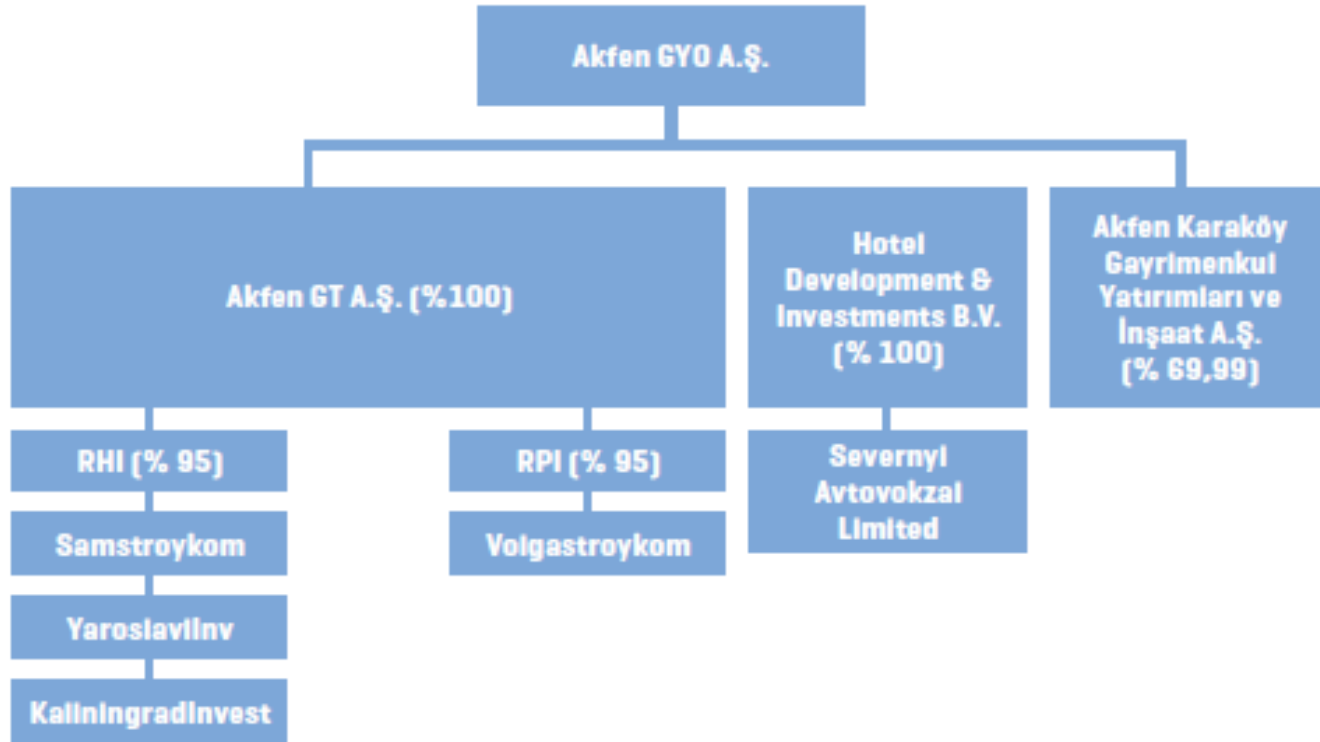 Akfen GYO A.Ş.
Akfen GT A.Ş. (%100)
Hotel
Development &
Investments B.V.
(% 100)
Akfen Karaköy
Gayrimenkul
Yatırımları ve
İnşaat A.Ş.
(% 69,99)
RHI (% 95)
RPI (% 95)
Severnyi
Avtovokzal
Limited
Samstroykom
Volgastroykom
YaroslavlInv
KaliningradInvest